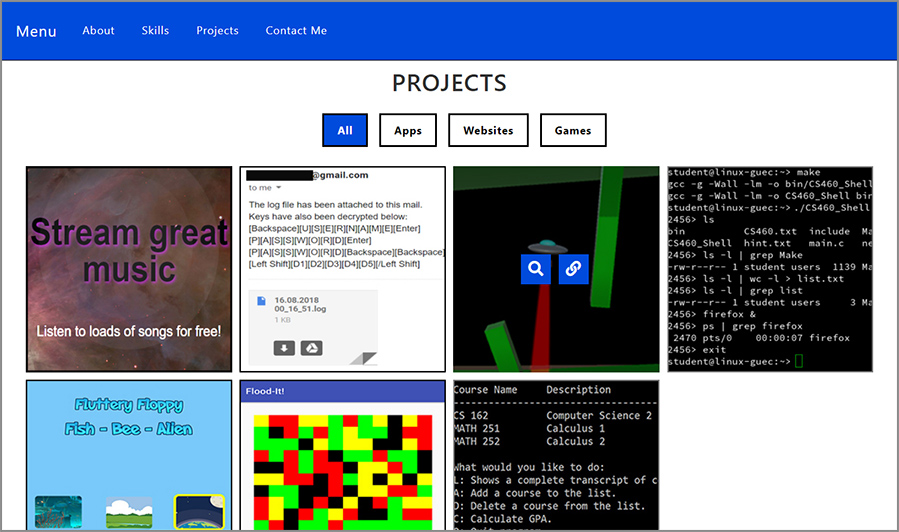 Menu
About
Skills
Projects
Contact Me
PROJECTS
All
Apps
Websites
Games
Stream great
music
Listen to loads of songs for free!
@gmail.com
to me
The log file has been attached to this mail.
Keys have also been decrypted below:
[Backspace][U][S][E][R][N][A][M][E][Enter]
[P][A][S][S][W][O][R][D][Enter]
[P][A][S][S][W][O][R][D][Backspace][Backspace]
[Left Shift][D1][D2][D3][D4][D5][/Left Shift]
16.08.2018
00_16_51.log
1 KB
student@linux-guec:~> make
gcc -g -Wall -lm -o bin/CS460_Shell
gcc -g -Wall -lm -o CS460_Shell bin
student@linux-guec:~> ./CS460_Shell
2456> ls
bin CS460.txt include Ma
CS460_Shell hint.txt main.c ne
2456> ls -l | grep Make
-rw-r--r-- 1 student users 1139 Ma
2456> ls -l | wc -l > list.txt
2456> ls -l | grep list
-rw-r--r-- 1 student users 3 Ma
2456> firefox &
2456> ps | grep firefox
2470 pts/0 00:00:07 firefox
2456> exit
student@linux-guec:~>
Fluttery Floppy
Fish - Bee - Alien
Flood-It!
Course Name Description
CS 162 Computer Science 2
MATH 251 Calculus 1
MATH 252 Calculus 2
What would you like to do:
L: Shows a complete transcript of c
A: Add a course to the list.
D: Delete a course from the list.
C: Calculate GPA.